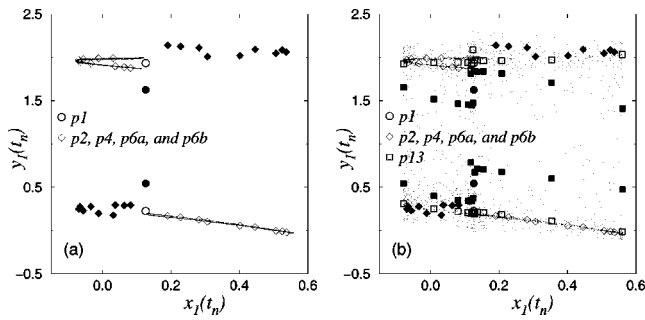 2.5
2.5
1.5
1.5
p1
p1
p2, p4, p6a, and p6b
p2, p4, p6a, and p6b
p13
y1(tn)
y1(tn)
0.5
0.5
(a)
(b)
−0.5
−0.5
0.0 0.2 0.4 0.6
0.0 0.2 0.4 0.6
x1(tn)
x1(tn)